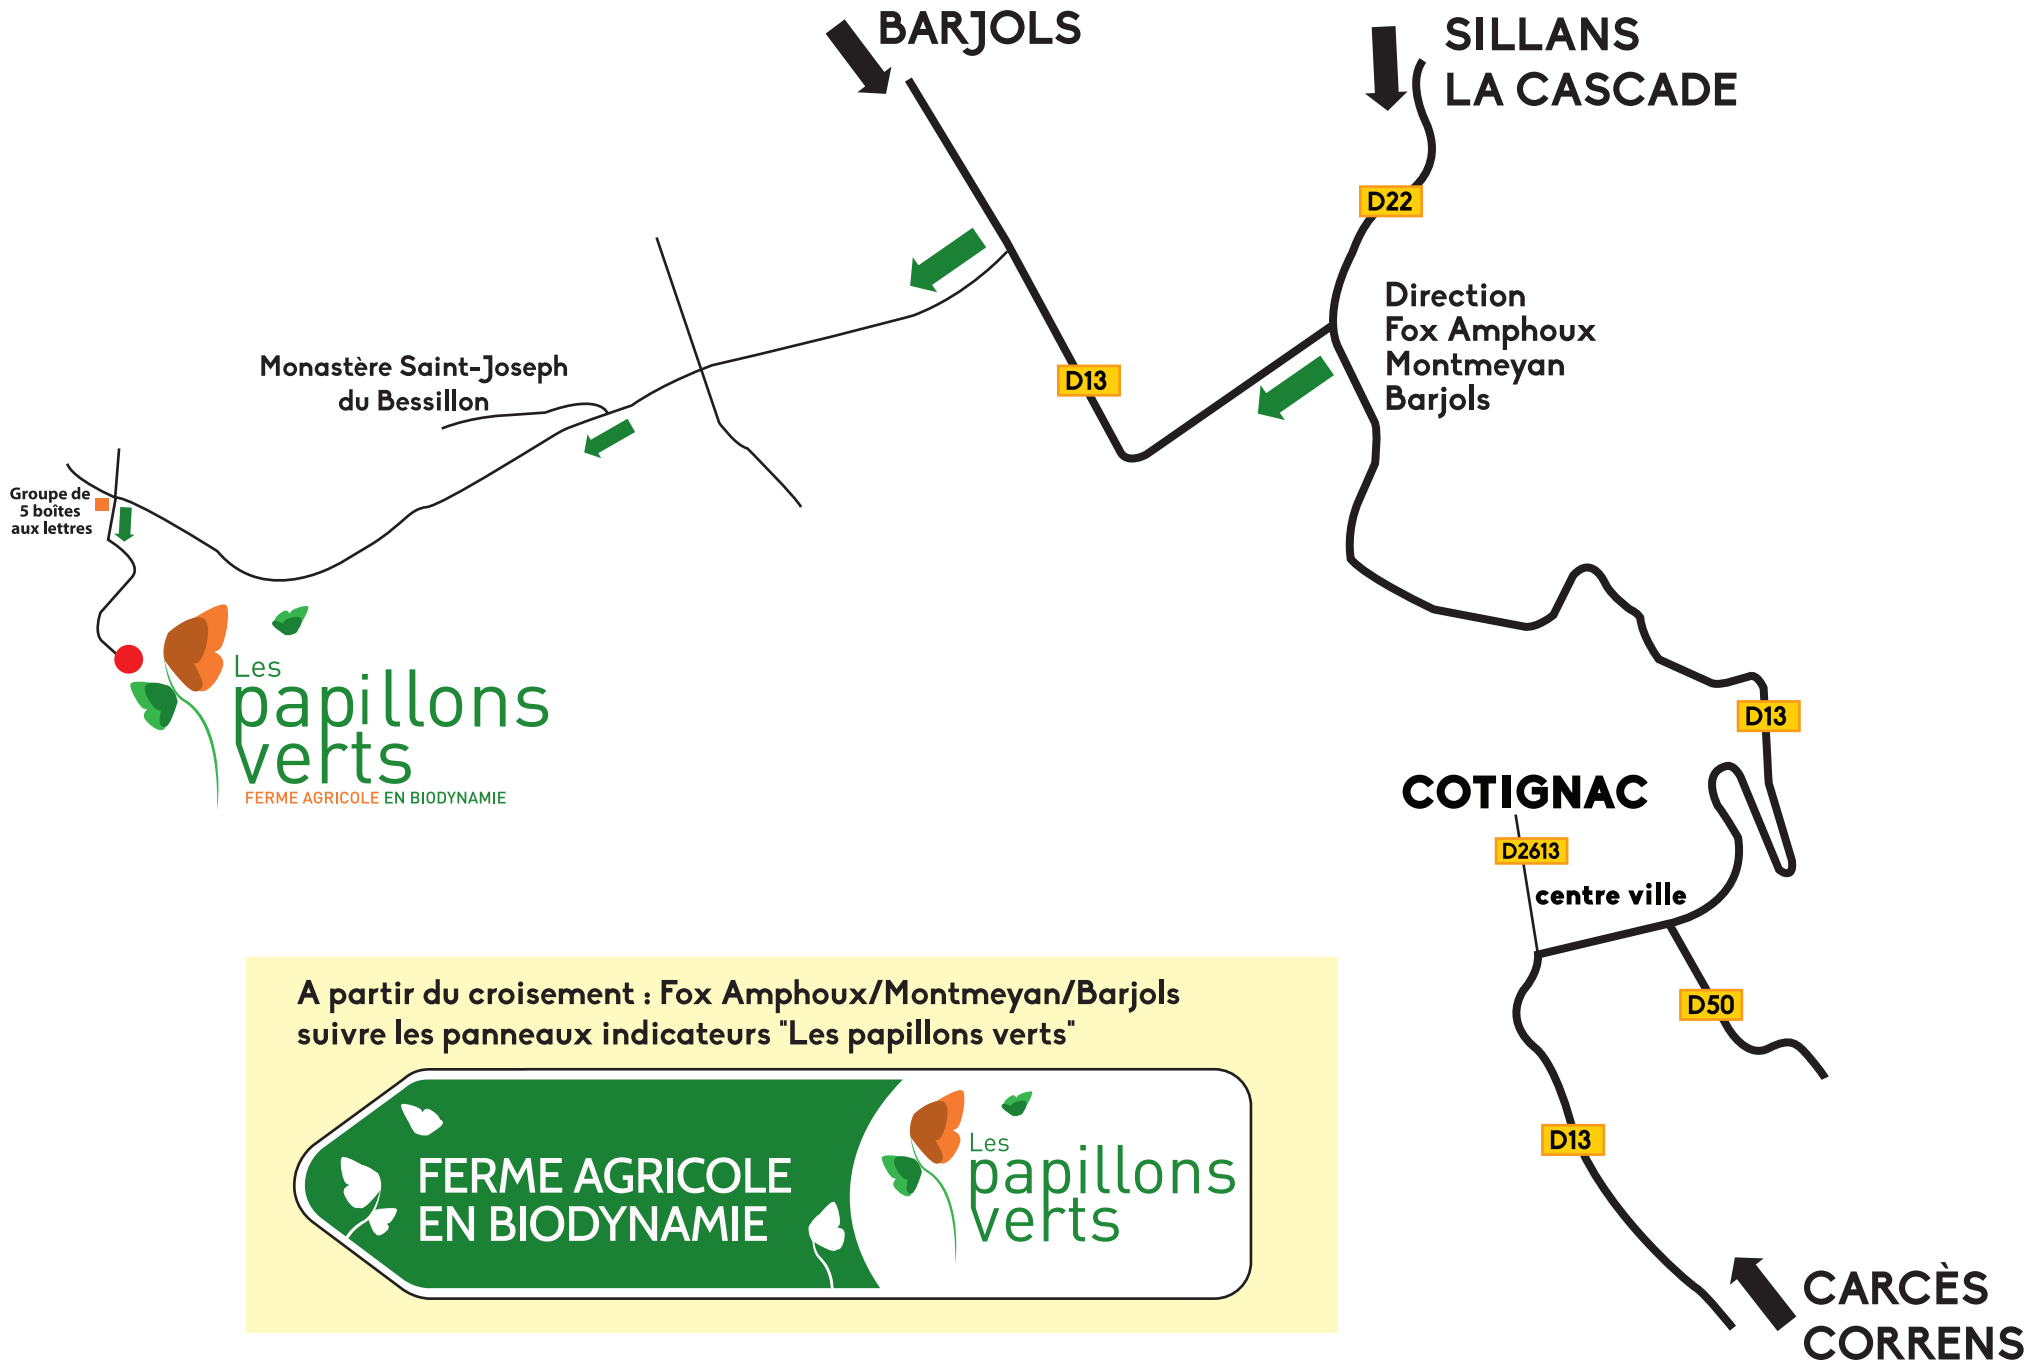 BARJOLS
SILLANS
LA CASCADE
D22
Direction
Fox Amphoux
Montmeyan
Barjols
Monastère Saint-Joseph
du Bessillon
D13
Groupe de
5 boîtes
aux lettres
Les
papillons
verts
FERME AGRICOLE EN BIODYNAMIE
D13
COTIGNAC
D2613
centre ville
D50
D13
A partir du croisement : Fox Amphoux/Montmeyan/Barjols
suivre les panneaux indicateurs "Les papillons verts"
FERME AGRICOLE
EN BIODYNAMIE
Les
papillons
verts
CARCÈS
CORRENS